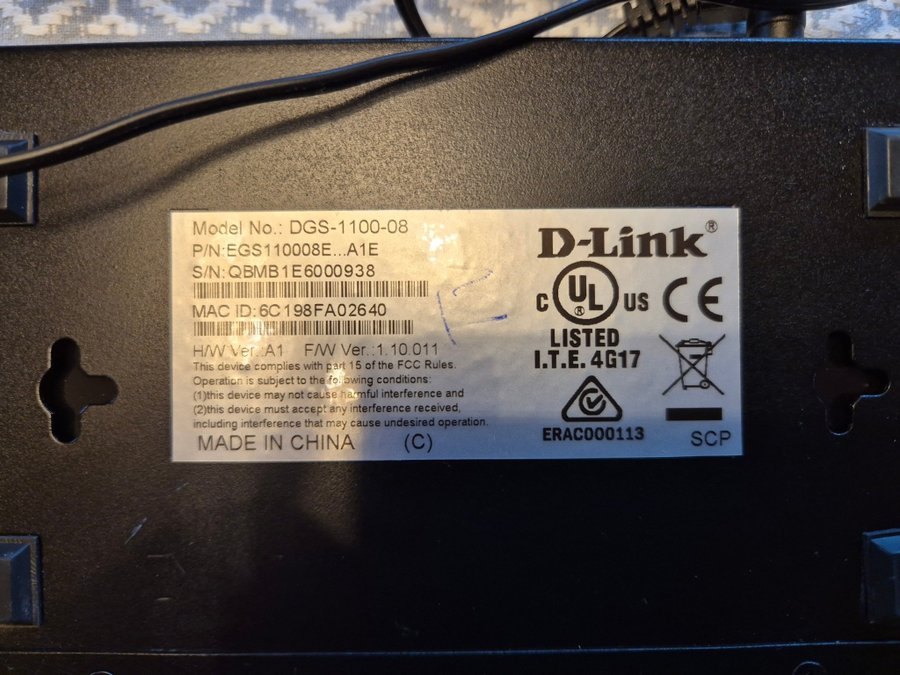 Model No.: DGS-1100-08
P/N:EGS110008E...A1E
S/N:QBMB1E6000938
MAC ID:6C198FA02640
H/W Ver.:A1 F/W Ver.:1.10.011
This device complies with part 15 of the FCC Rules.
Operation is subject to the following conditions:
(1)this device may not cause harmful interference and
(2)this device must accept any interference received,
including interference that may cause undesired operation.
MADE IN CHINA (C)
D-Link®
C UL® US CE
LISTED
I.T.E. 4G17
ERAC000113
SCP